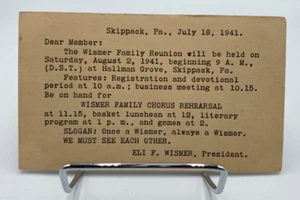 Skippack, Pa., July 18, 1941.
Dear Member:
The Wismer Family Reunion will be held on
Saturday, August 2, 1941, beginning 9 A. M.,
(D.S.T.) at Hallman Grove, Skippack, Pa.
Features: Registration and devotional
period at 10 a.m.; business meeting at 10.15.
Be on hand for
WISMER FAMILY CHORUS REHEARSAL
at 11.15, basket luncheon at 12, literary
program at 1 p. m., and games at 2.
SLOGAN: Once a Wismer, always a Wismer.
WE MUST SEE EACH OTHER.
ELI F. WISMER, President.